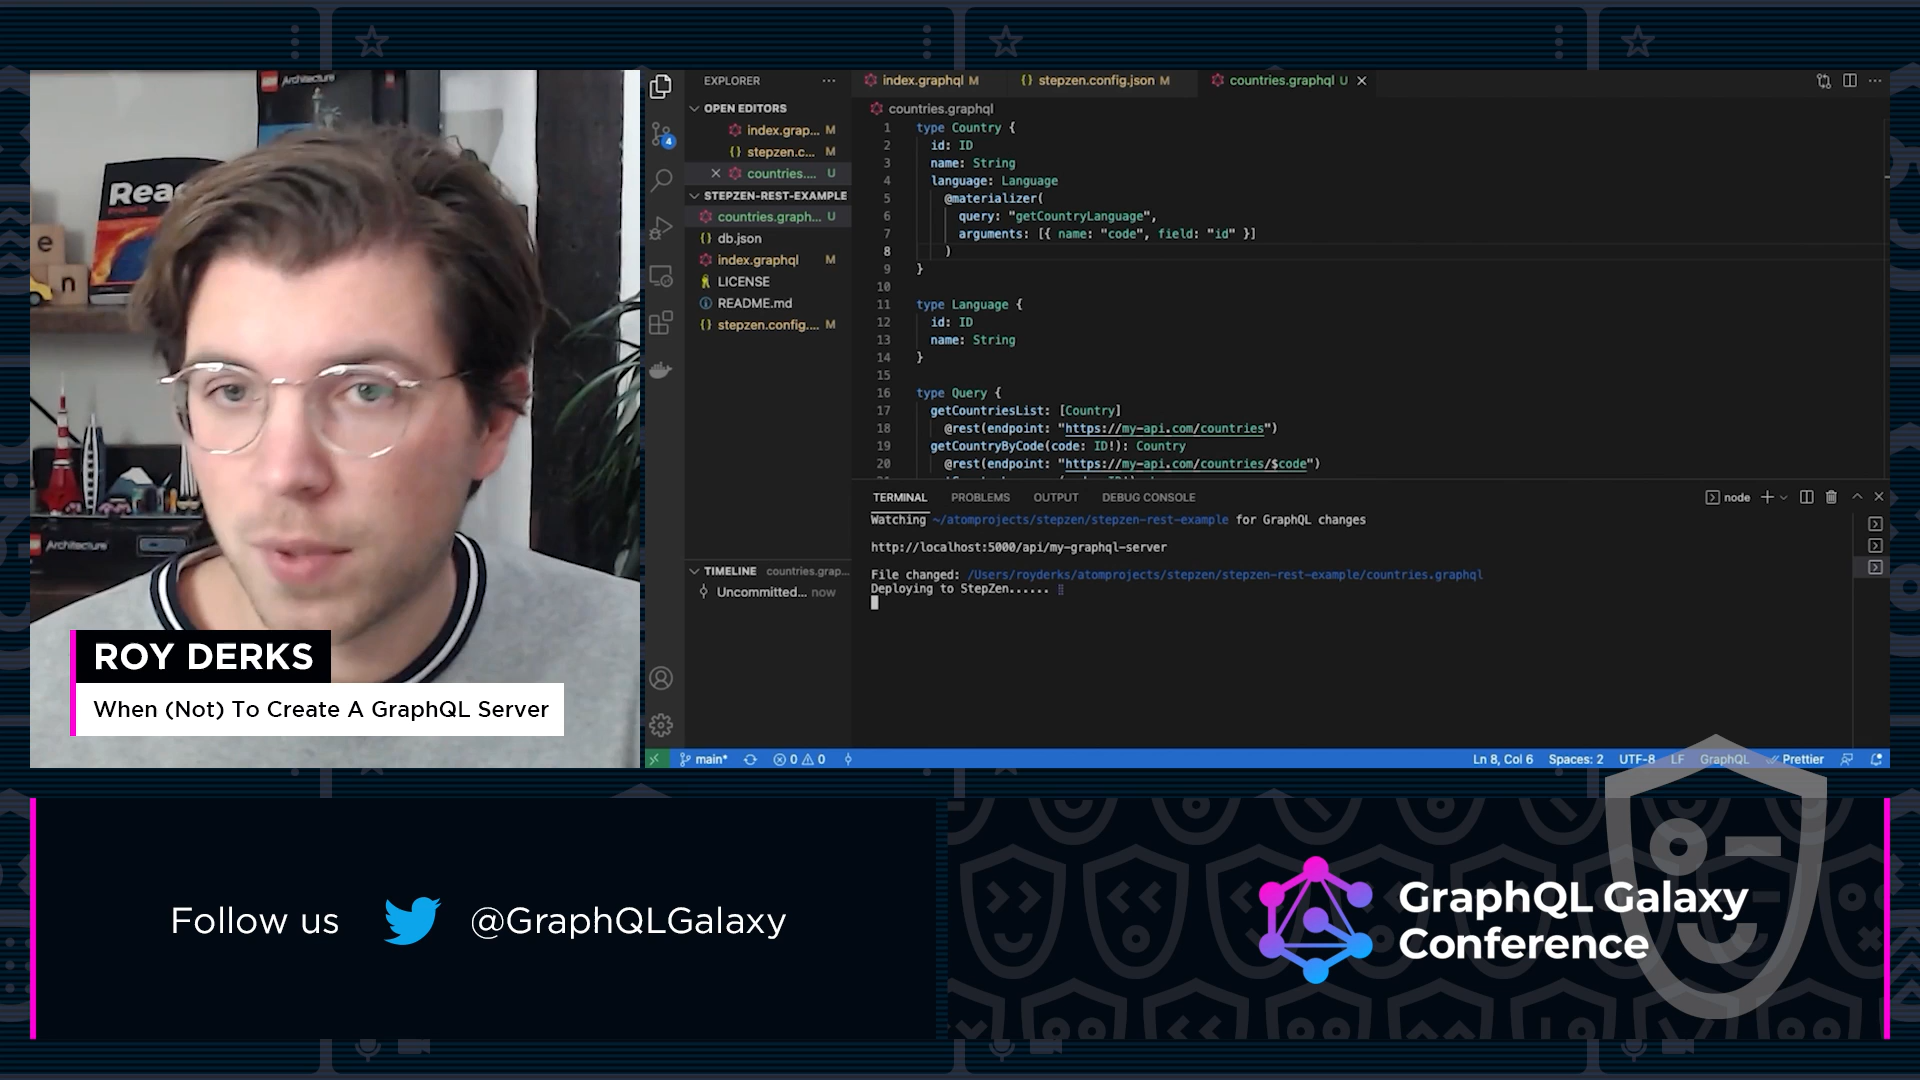 Architecture
Reac
e
n
Architecture
ROY DERKS
When (Not) To Create A GraphQL Server
EXPLORER
OPEN EDITORS
index.grap... M
stepzen.c... M
countries.... U
STEPZEN-REST-EXAMPLE
countries.graph... U
db.json
index.graphql M
LICENSE
README.md
stepzen.config.... M
TIMELINE countries.grap...
Uncommitted... now
4
index.graphql M
stepzen.config.json M
countries.graphql U
countries.graphql
1 type Country {
2 id: ID
3 name: String
4 language: Language
5 @materializer(
6 query: "getCountryLanguage",
7 arguments: [{ name: "code", field: "id" }]
8 )
9 }
10
11 type Language {
12 id: ID
13 name: String
14 }
15
16 type Query {
17 getCountriesList: [Country]
18 @rest(endpoint: "https://my-api.com/countries")
19 getCountryByCode(code: ID!): Country
20 @rest(endpoint: "https://my-api.com/countries/$code")
TERMINAL PROBLEMS OUTPUT DEBUG CONSOLE
node
Watching ~/atomprojects/stepzen/stepzen-rest-example for GraphQL changes
http://localhost:5000/api/my-graphql-server
File changed: /Users/royderks/atomprojects/stepzen/stepzen-rest-example/countries.graphql
Deploying to StepZen......
main* 0 0
Ln 8, Col 6 Spaces: 2 UTF-8 LF GraphQL Prettier
Follow us @GraphQLGalaxy
GraphQL Galaxy
Conference